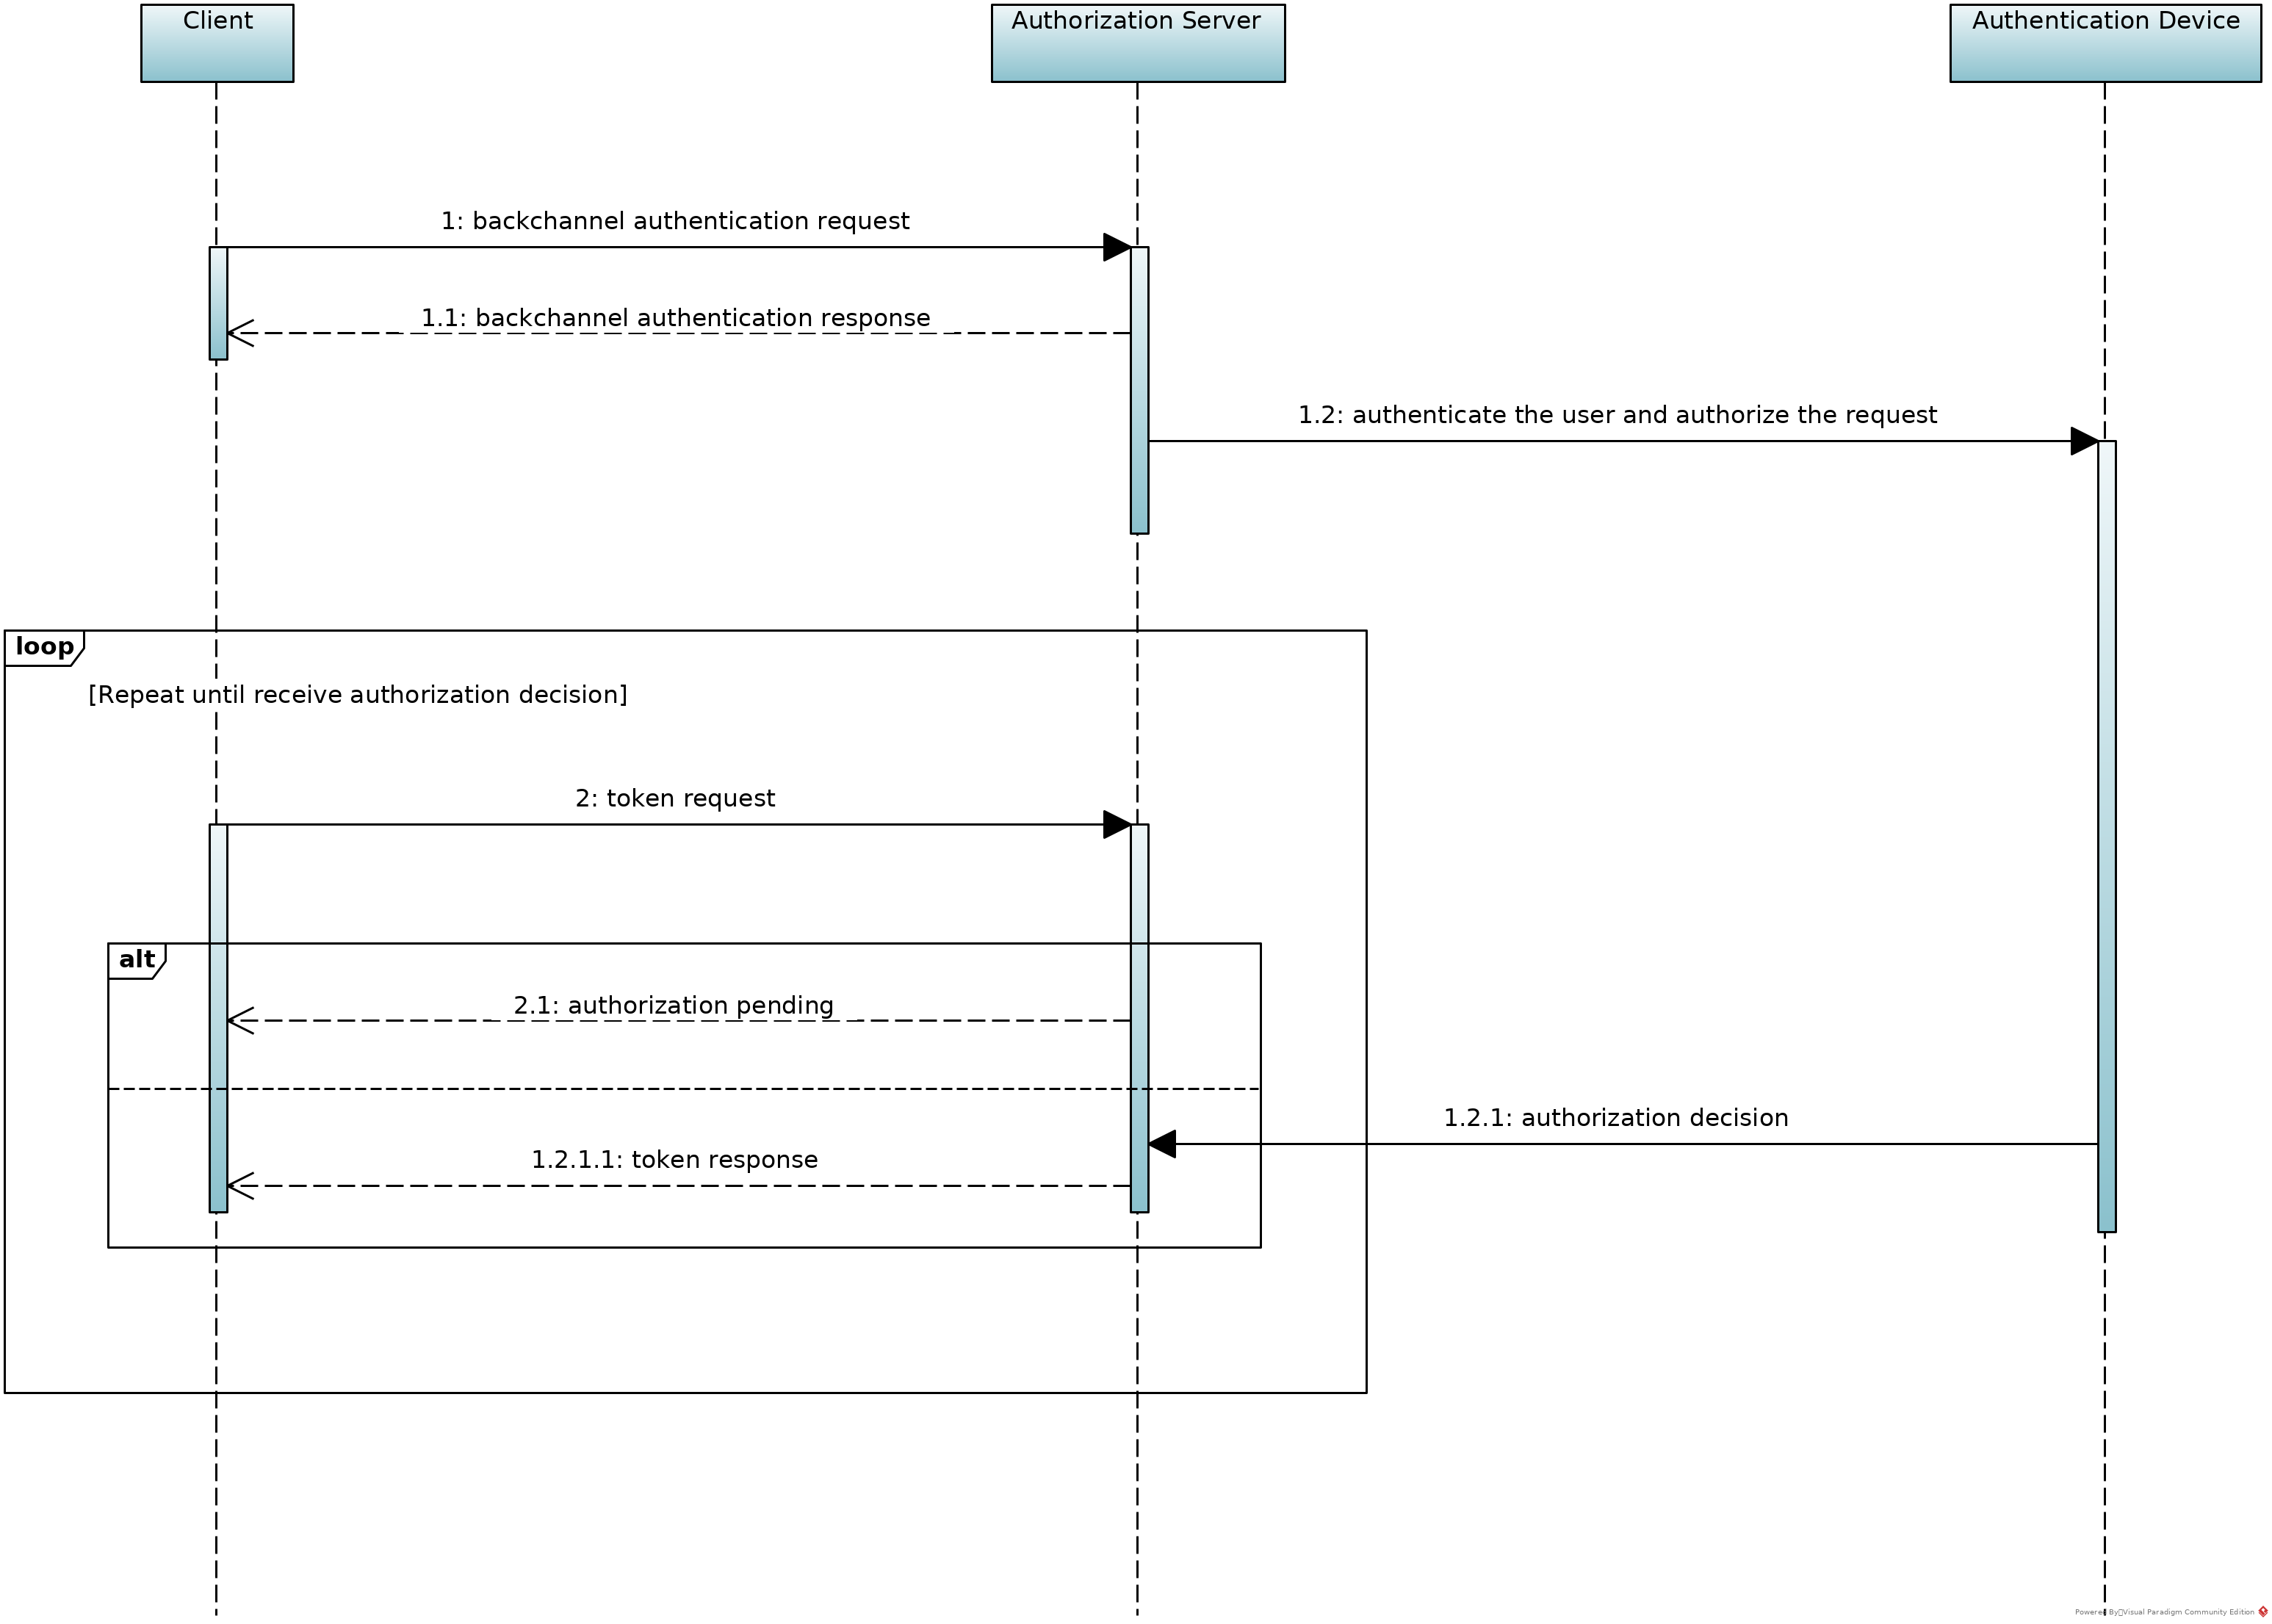 Client
Authorization Server
Authentication Device
1: backchannel authentication request
1.1: backchannel authentication response
1.2: authenticate the user and authorize the request
loop
[Repeat until receive authorization decision]
2: token request
alt
2.1: authorization pending
1.2.1: authorization decision
1.2.1.1: token response
Powered By Visual Paradigm Community Edition